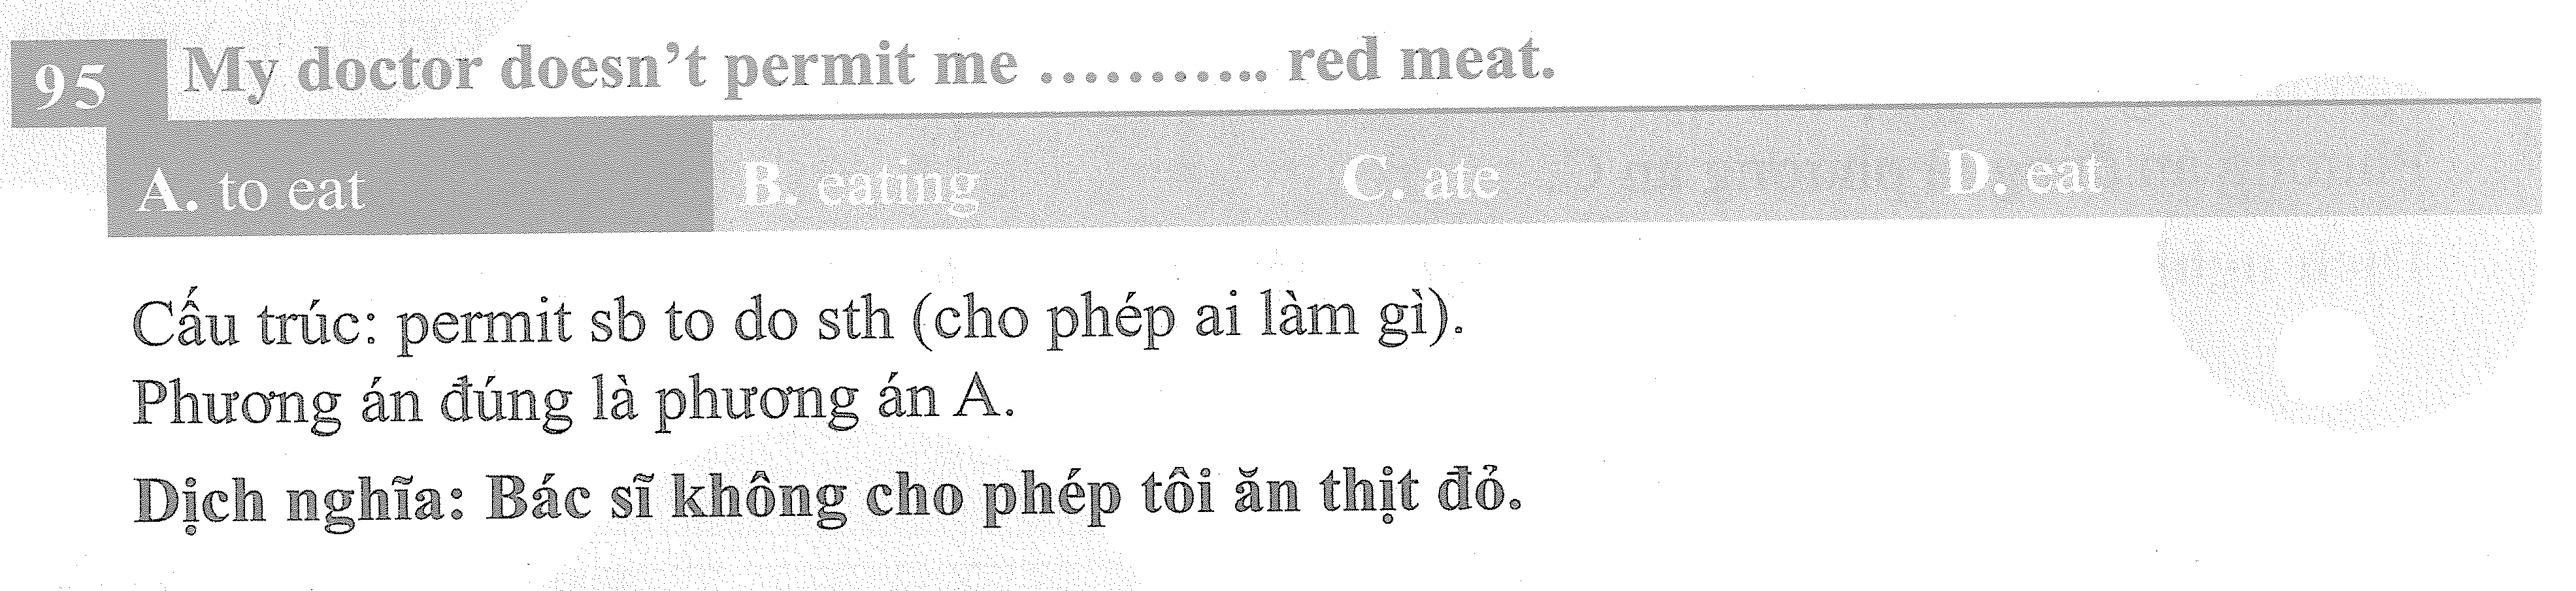 95 My doctor doesn't permit me ........... red meat.
A. to eat B. eating C. ate D. eat
Cấu trúc: permit sb to do sth (cho phép ai làm gì).
Phương án đúng là phương án A.
Dịch nghĩa: Bác sĩ không cho phép tôi ăn thịt đỏ.